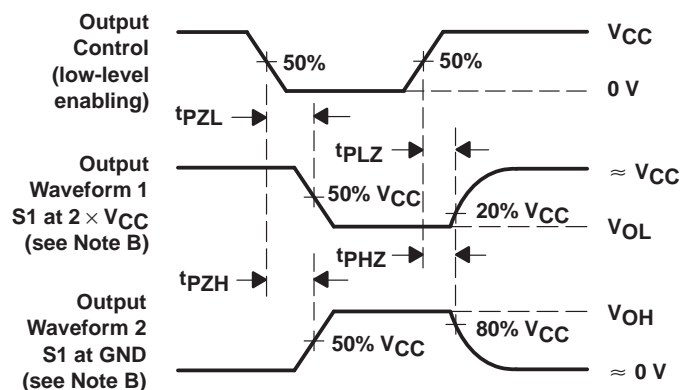 Output
Control
(low-level
enabling)
50%
50%
VCC
0 V
tPZL
tPLZ
Output
Waveform 1
S1 at 2 × VCC
(see Note B)
50% VCC
20% VCC
≈ VCC
VOL
tPZH
tPHZ
Output
Waveform 2
S1 at GND
(see Note B)
50% VCC
80% VCC
VOH
≈ 0 V